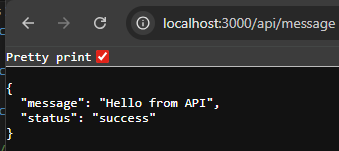 localhost:3000/api/message
Pretty print
{
"message": "Hello from API",
"status": "success"
}